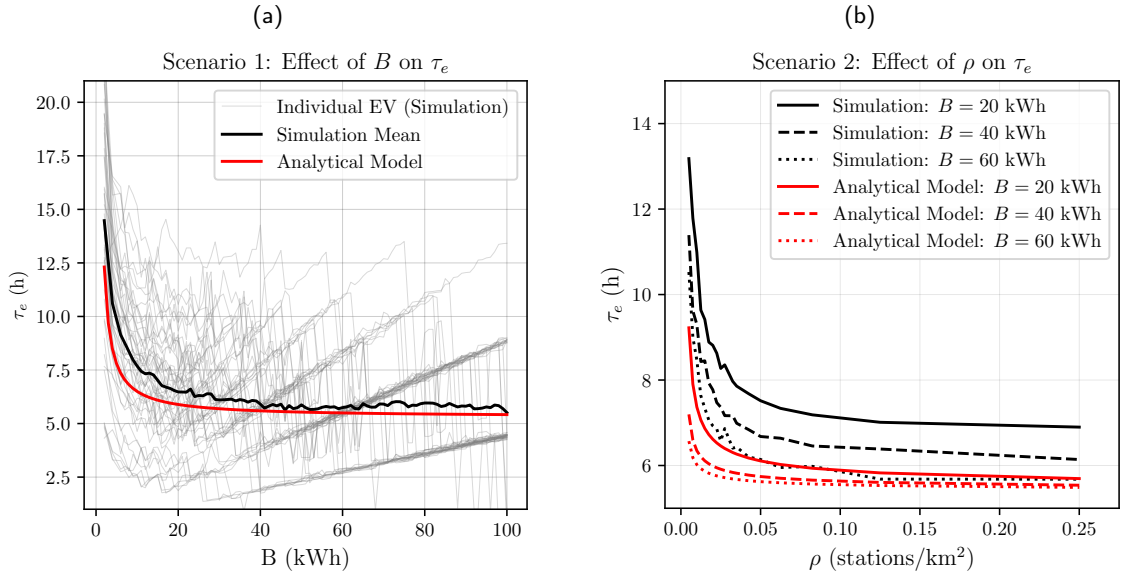 (a)
Scenario 1: Effect of B on τe
Individual EV (Simulation)
Simulation Mean
Analytical Model
20.0
17.5
15.0
12.5
10.0
7.5
5.0
2.5
τe (h)
0
20
40
60
80
100
B (kWh)
(b)
Scenario 2: Effect of ρ on τe
Simulation: B = 20 kWh
Simulation: B = 40 kWh
Simulation: B = 60 kWh
Analytical Model: B = 20 kWh
Analytical Model: B = 40 kWh
Analytical Model: B = 60 kWh
14
12
10
8
6
τe (h)
0.00
0.05
0.10
0.15
0.20
0.25
ρ (stations/km²)